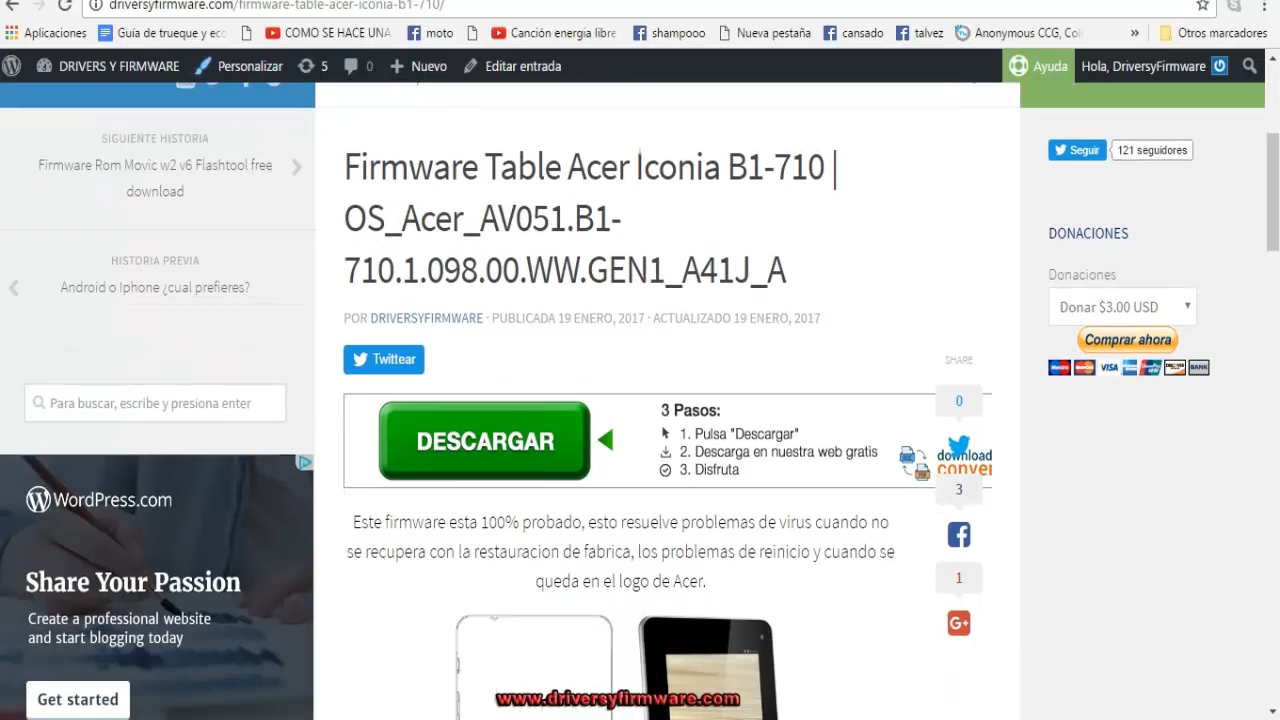 driversyfirmware.com/firmware-table-acer-iconia-b1-710/
Aplicaciones Guía de trueque y eco COMO SE HACE UNA moto Canción energia libre shampooo Nueva pestaña cansado talvez Anonymous CCG, Col » Otros marcadores
DRIVERS Y FIRMWARE Personalizar 5 0 Nuevo Editar entrada Ayuda Hola, DriversyFirmware
SIGUIENTE HISTORIA
Firmware Rom Movic w2 v6 Flashtool free
download
HISTORIA PREVIA
Android o Iphone ¿cual prefieres?
Para buscar, escribe y presiona enter
WordPress.com
Share Your Passion
Create a professional website
and start blogging today
Get started
Firmware Table Acer Iconia B1-710 |
OS_Acer_AV051.B1-
710.1.098.00.WW.GEN1_A41J_A
POR DRIVERSYFIRMWARE · PUBLICADA 19 ENERO, 2017 · ACTUALIZADO 19 ENERO, 2017
Twittear
DESCARGAR
3 Pasos:
1. Pulsa "Descargar"
2. Descarga en nuestra web gratis
3. Disfruta
download
conver
Este firmware esta 100% probado, esto resuelve problemas de virus cuando no
se recupera con la restauracion de fabrica, los problemas de reinicio y cuando se
queda en el logo de Acer.
www.driversyfirmware.com
SHARE
0
3
1
G+
Seguir 121 seguidores
DONACIONES
Donaciones
Donar $3.00 USD
Comprar ahora
VISA
BANK